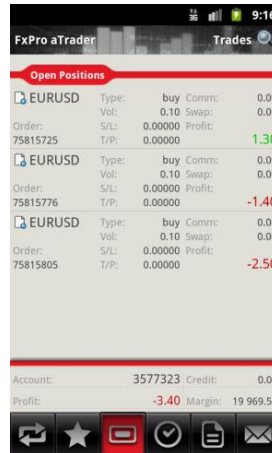 9:16
FxPro aTrader Trades
Open Positions
EURUSD Type: buy Comm: 0.0
Vol: 0.10 Swap: 0.0
Order: S/L: 0.00000 Profit:
75815725 T/P: 0.00000 1.30
EURUSD Type: buy Comm: 0.0
Vol: 0.10 Swap: 0.0
Order: S/L: 0.00000 Profit:
75815776 T/P: 0.00000 -1.40
EURUSD Type: buy Comm: 0.0
Vol: 0.10 Swap: 0.0
Order: S/L: 0.00000 Profit:
75815805 T/P: 0.00000 -2.50
Account: 3577323 Credit: 0.0
Profit: -3.40 Margin: 19 969.5